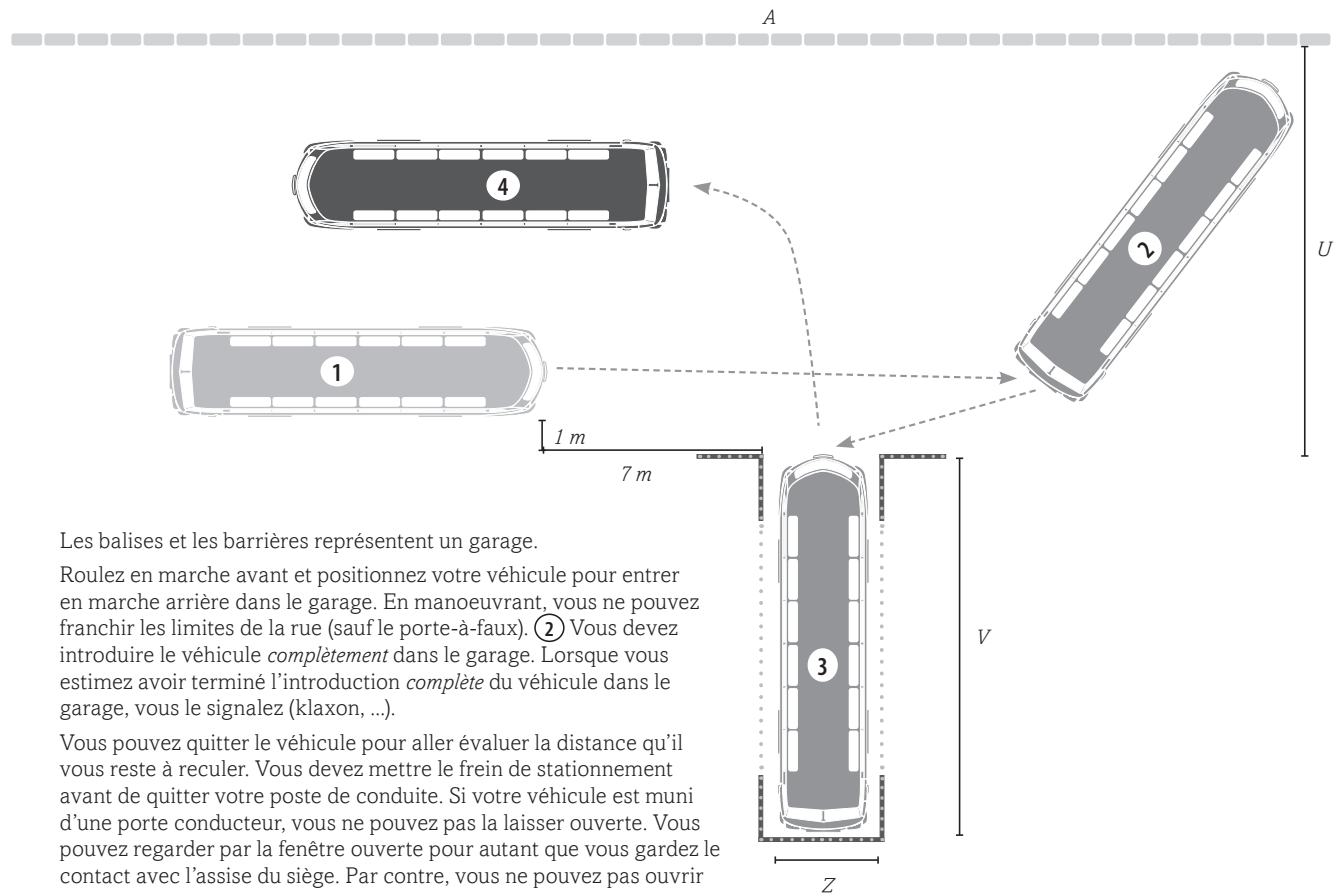 A
4
2
U
1
1 m
7 m
Les balises et les barrières représentent un garage.
Roulez en marche avant et positionnez votre véhicule pour entrer
en marche arrière dans le garage. En manoeuvrant, vous ne pouvez
franchir les limites de la rue (sauf le porte-à-faux). 2 Vous devez
introduire le véhicule complètement dans le garage. Lorsque vous
estimez avoir terminé l'introduction complète du véhicule dans le
garage, vous le signalez (klaxon, ...).
Vous pouvez quitter le véhicule pour aller évaluer la distance qu'il
vous reste à reculer. Vous devez mettre le frein de stationnement
avant de quitter votre poste de conduite. Si votre véhicule est muni
d'une porte conducteur, vous ne pouvez pas la laisser ouverte. Vous
pouvez regarder par la fenêtre ouverte pour autant que vous gardez le
contact avec l'assise du siège. Par contre, vous ne pouvez pas ouvrir
V
3
Z